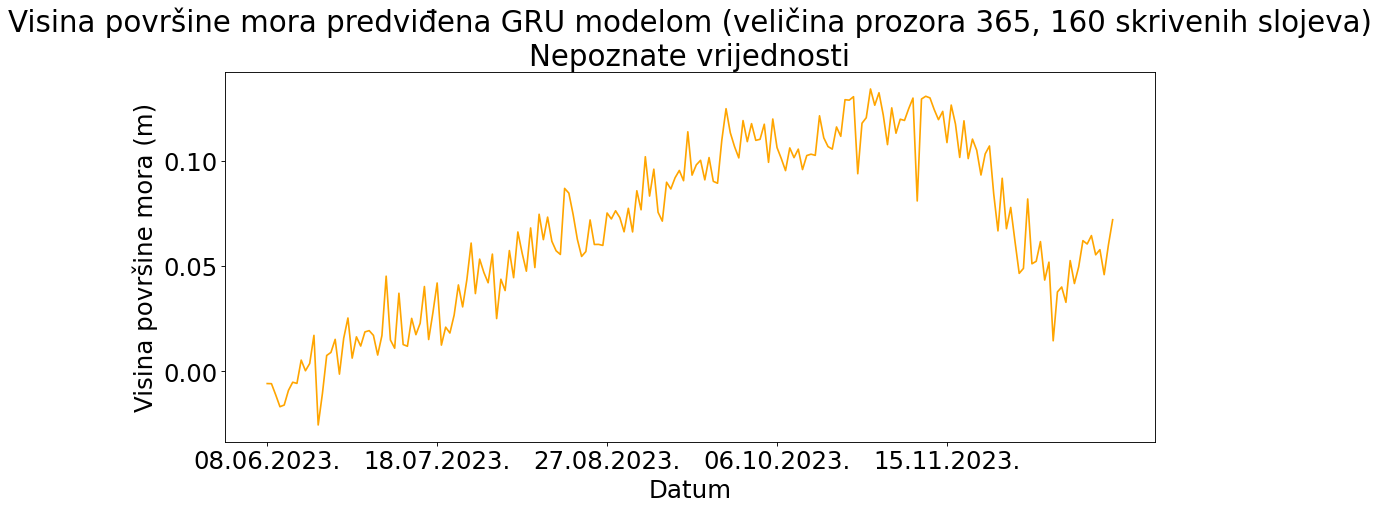 Visina površine mora predviđena GRU modelom (veličina prozora 365, 160 skrivenih slojeva)
Nepoznate vrijednosti
Visina površine mora (m)
0.10
0.05
0.00
08.06.2023. 18.07.2023. 27.08.2023. 06.10.2023. 15.11.2023.
Datum